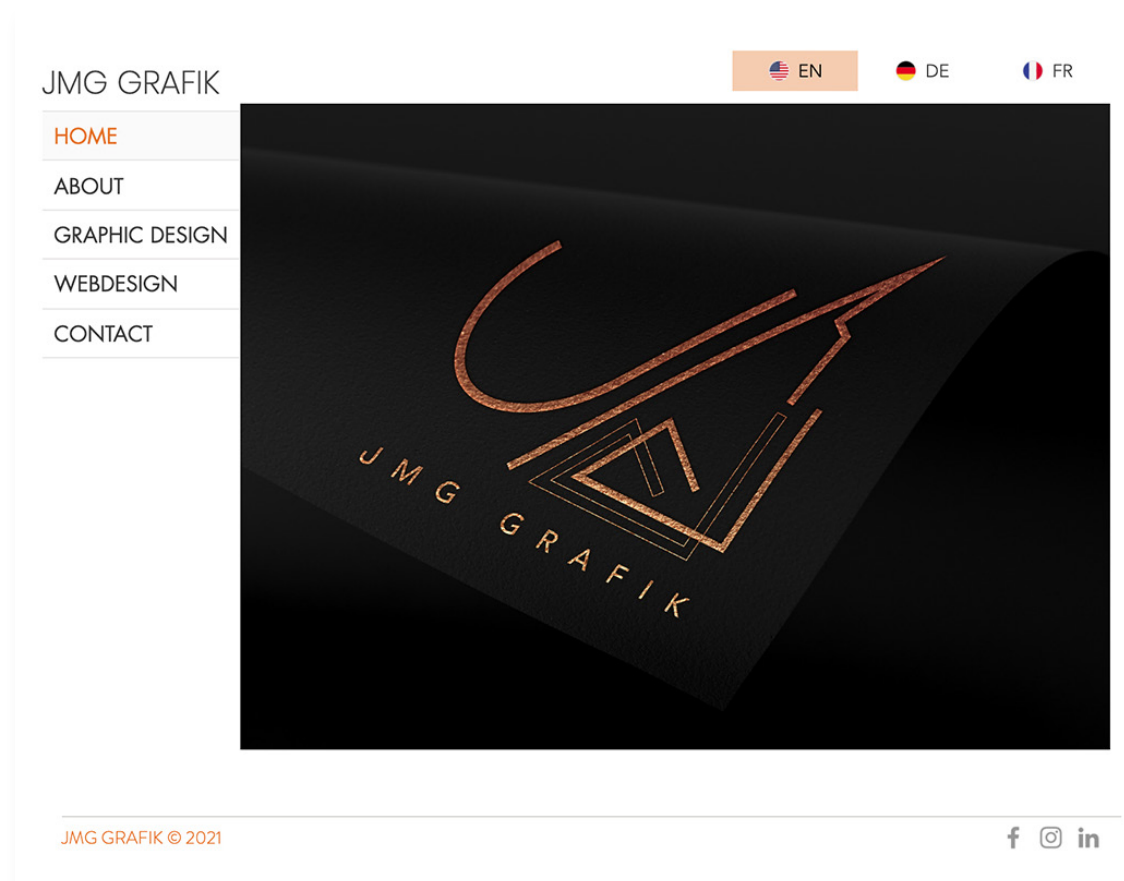 JMG GRAFIK
EN
DE
FR
HOME
ABOUT
GRAPHIC DESIGN
WEBDESIGN
CONTACT
JMG GRAFIK
JMG GRAFIK © 2021